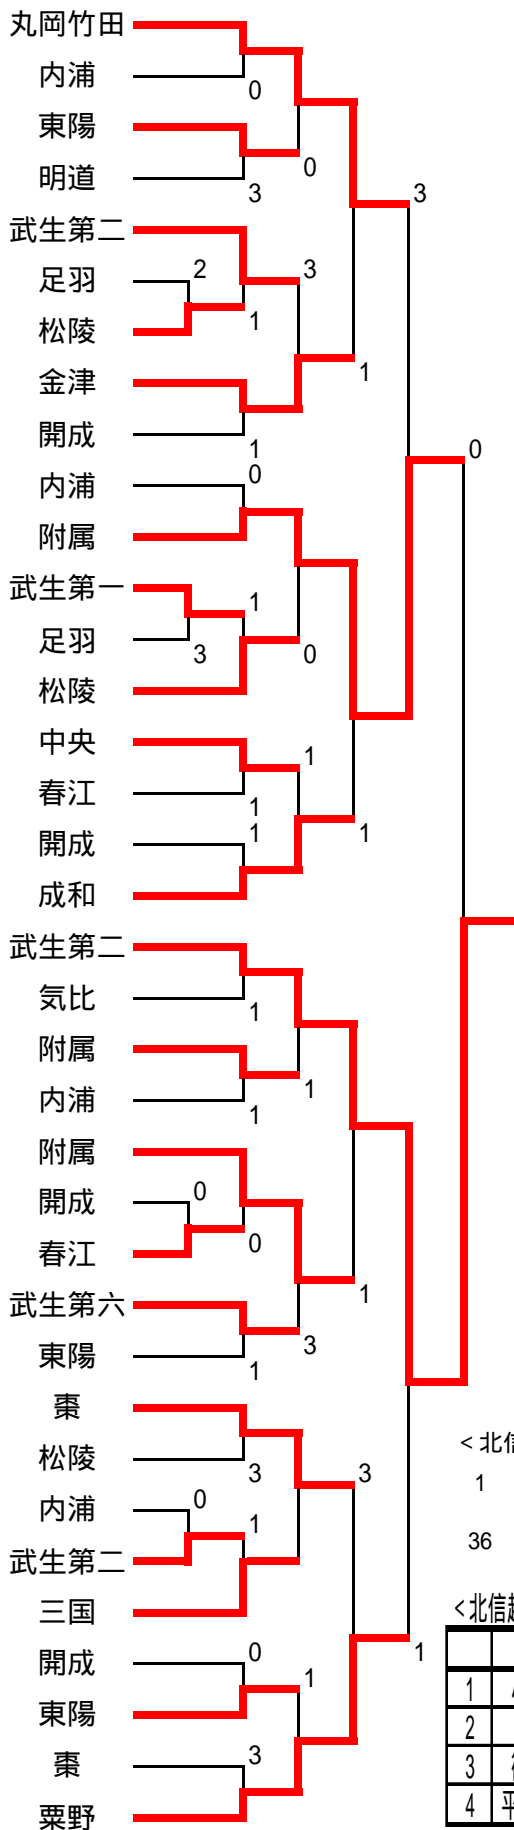 丸岡竹田
内浦
0
東陽
0
明道
3
3
武生第二
足羽
2
3
松陵
1
金津
1
開成
1
0
内浦
0
附属
武生第一
1
足羽
3
0
松陵
中央
1
春江
1
開成
1
1
成和
武生第二
気比
1
附属
1
内浦
1
附属
開成
0
春江
0
武生第六
1
東陽
1
3
棗
松陵
3
3
<北信
1
内浦
0
1
武生第二
36
三国
<北信越
開成
0
1
1
東陽
1
2
棗
3
3
粟野
4 平